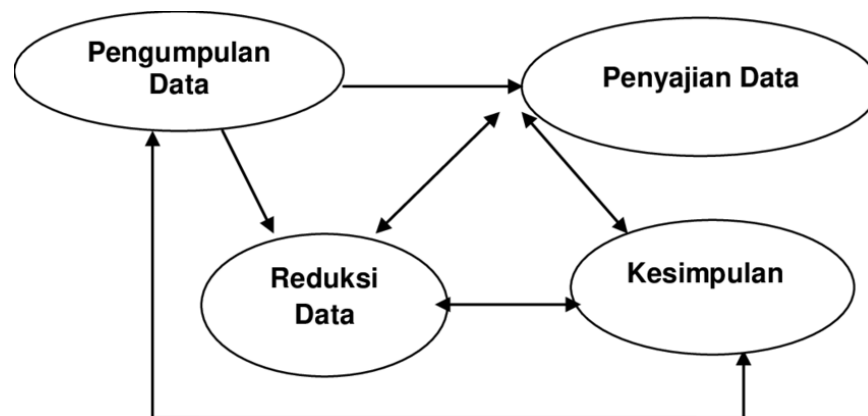 Pengumpulan
Data
Penyajian Data
Reduksi
Data
Kesimpulan